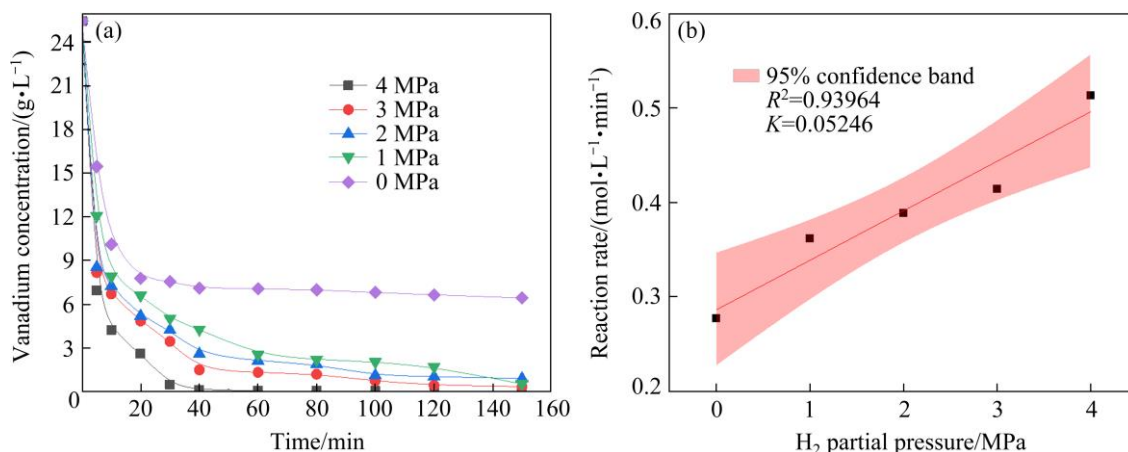 (a)
Vanadium concentration/(g•L⁻¹)
24
21
18
15
12
9
6
3
0
4 MPa
3 MPa
2 MPa
1 MPa
0 MPa
20 40 60 80 100 120 140 160
Time/min
(b)
Reaction rate/(mol•L⁻¹•min⁻¹)
0.6
0.5
0.4
0.3
0.2
95% confidence band
R²=0.93964
K=0.05246
0 1 2 3 4
H₂ partial pressure/MPa